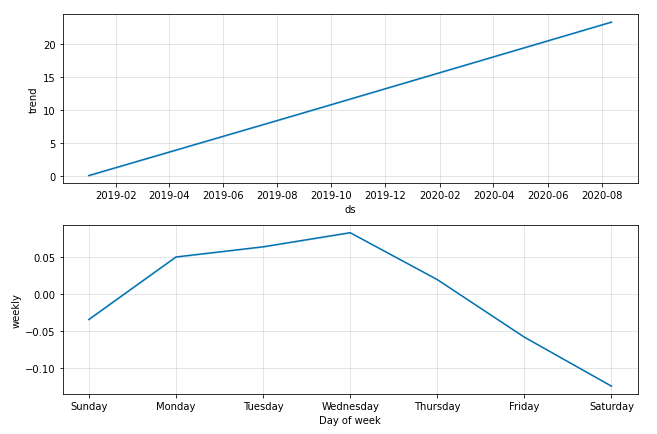 20
15
10
5
0
trend
2019-02 2019-04 2019-06 2019-08 2019-10 2019-12 2020-02 2020-04 2020-06 2020-08
ds
0.05
0.00
−0.05
−0.10
weekly
Sunday Monday Tuesday Wednesday Thursday Friday Saturday
Day of week